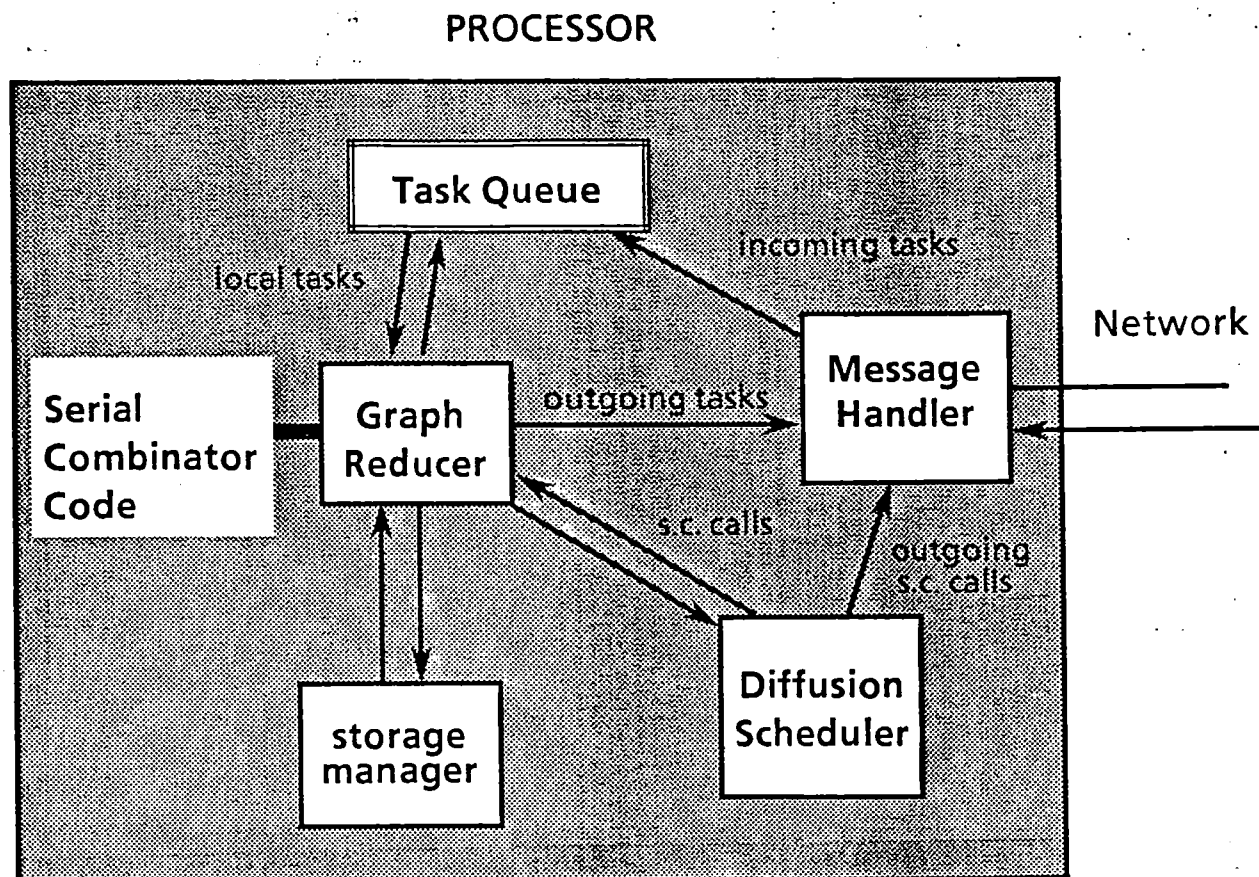 PROCESSOR
Task Queue
incoming tasks
local tasks
Network
Message
Handler
Serial
Combinator
Code
Graph
Reducer
outgoing tasks
s.c. calls
outgoing
s.c. calls
Diffusion
Scheduler
storage
manager